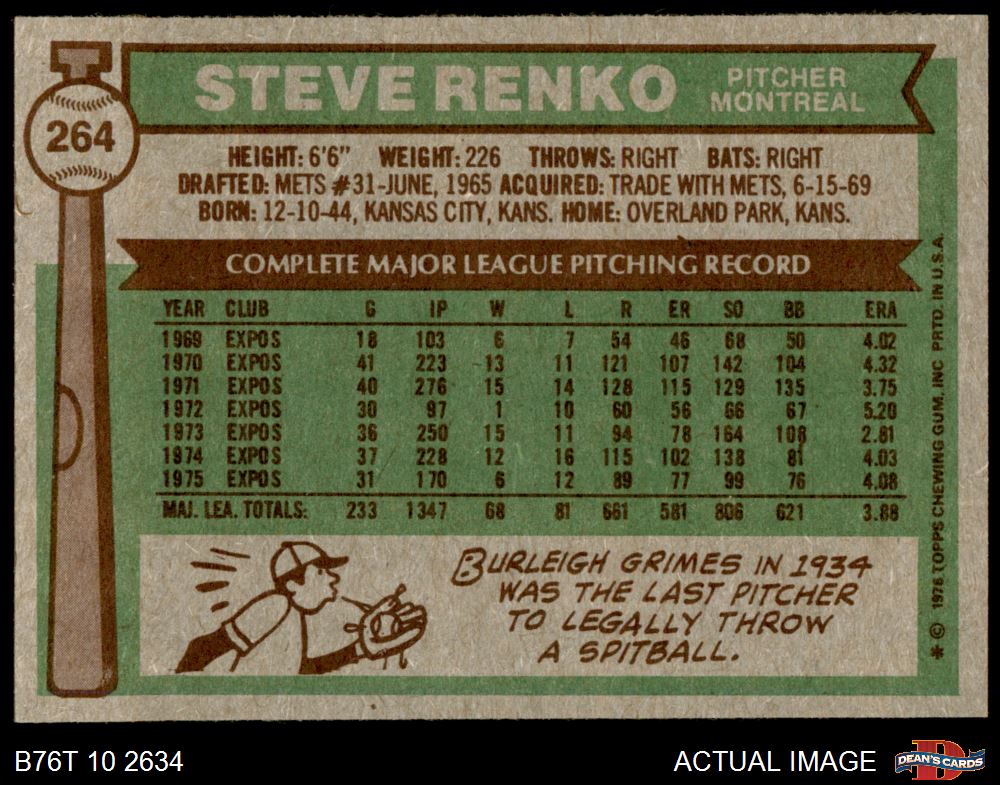 STEVE RENKO
PITCHER
MONTREAL
264
HEIGHT: 6'6" WEIGHT: 226 THROWS: RIGHT BATS: RIGHT
DRAFTED: METS #31-JUNE, 1965 ACQUIRED: TRADE WITH METS, 6-15-69
BORN: 12-10-44, KANSAS CITY, KANS. HOME: OVERLAND PARK, KANS.
COMPLETE MAJOR LEAGUE PITCHING RECORD
YEAR CLUB G IP W L R ER SO BB ERA
1969 EXPOS 18 103 6 7 54 46 68 50 4.02
1970 EXPOS 41 223 13 11 121 107 142 104 4.32
1971 EXPOS 40 276 15 14 128 115 129 135 3.75
1972 EXPOS 30 97 1 10 60 56 66 67 5.20
1973 EXPOS 36 250 15 11 94 78 164 108 2.81
1974 EXPOS 37 228 12 16 115 102 138 81 4.03
1975 EXPOS 31 170 6 12 89 77 99 76 4.08
MAJ. LEA. TOTALS: 233 1347 68 81 661 581 806 621 3.88
BURLEIGH GRIMES IN 1934
WAS THE LAST PITCHER
TO LEGALLY THROW
A SPITBALL.
* © 1976 TOPPS CHEWING GUM, INC PRTD. IN U.S.A.
B76T 10 2634
ACTUAL IMAGE
D
DEAN'S CARDS